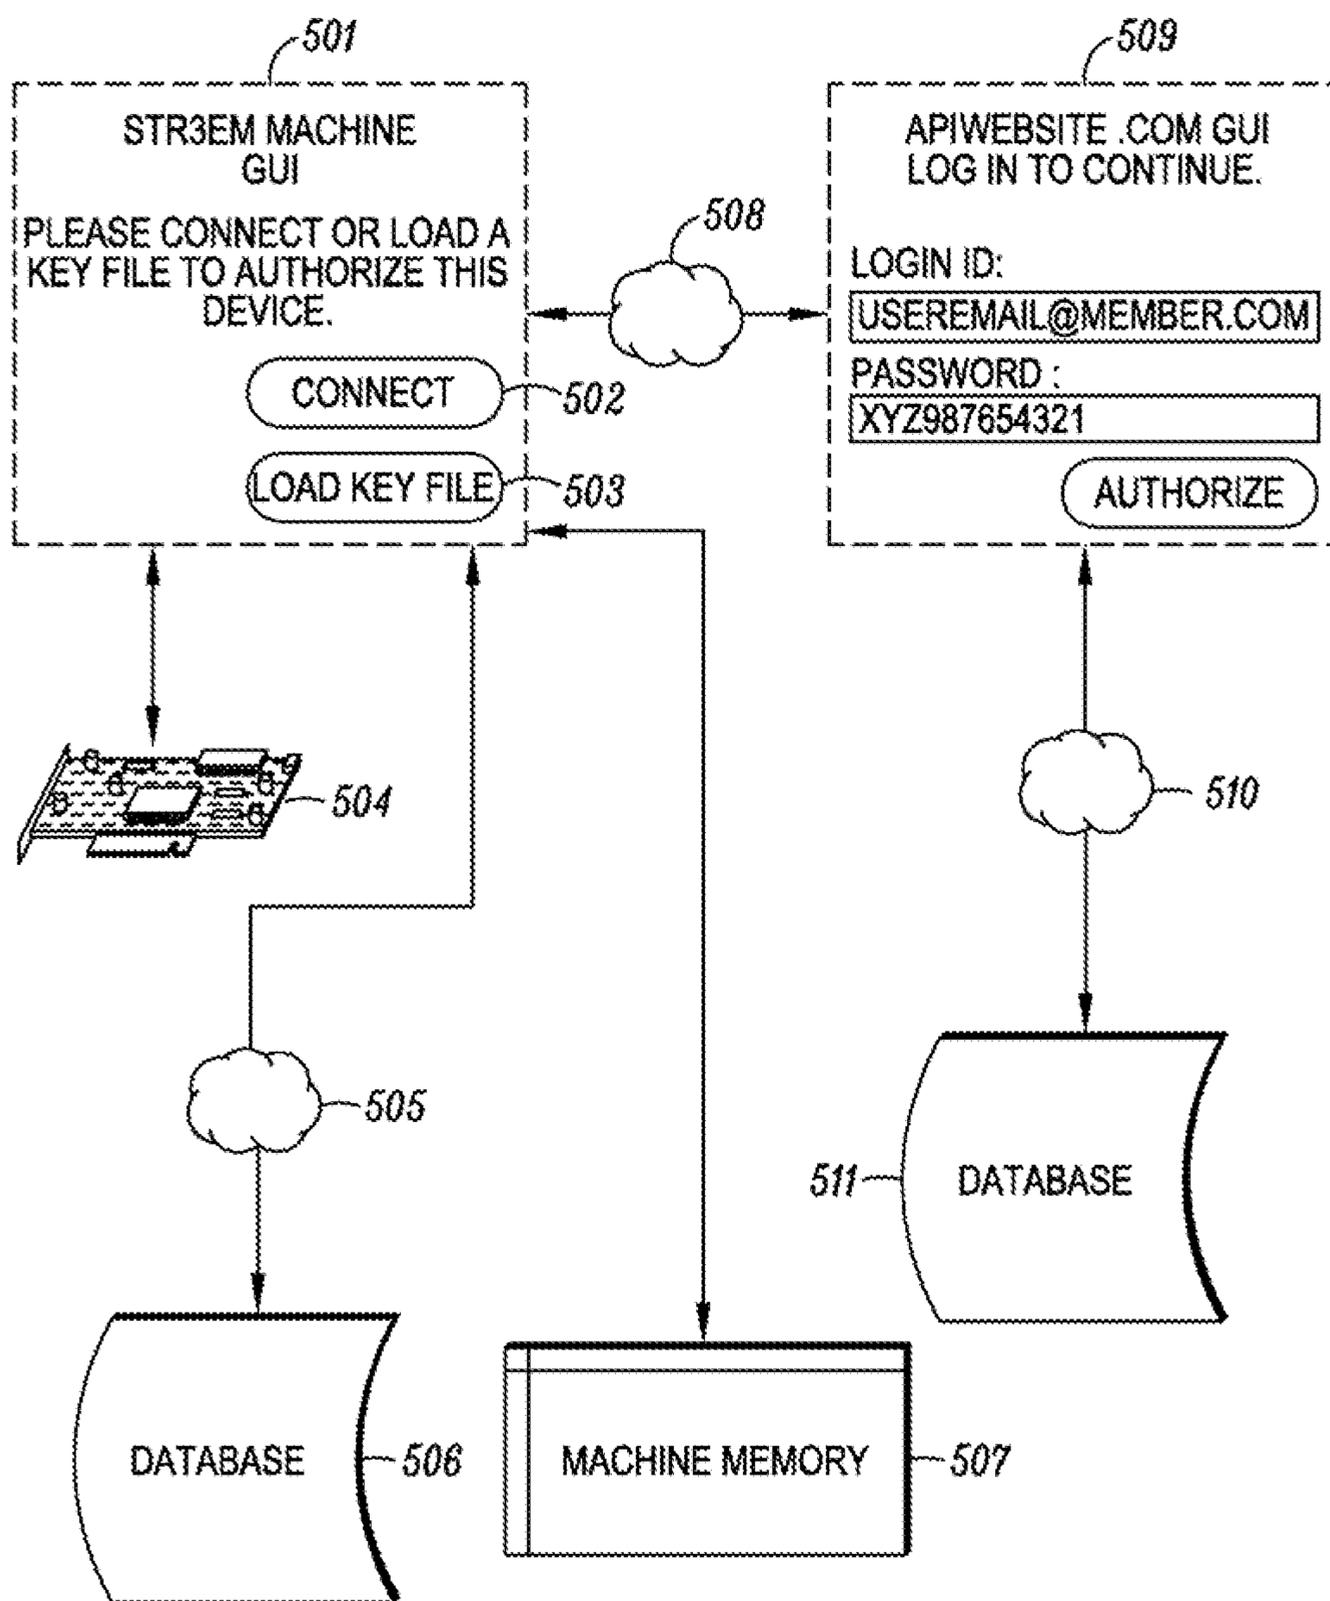 501
STR3EM MACHINE
GUI
PLEASE CONNECT OR LOAD A
KEY FILE TO AUTHORIZE THIS
DEVICE.
CONNECT
502
LOAD KEY FILE
503
508
509
APIWEBSITE .COM GUI
LOG IN TO CONTINUE.
LOGIN ID:
USEREMAIL@MEMBER.COM
PASSWORD :
XYZ987654321
AUTHORIZE
504
510
505
511
DATABASE
DATABASE
506
MACHINE MEMORY
507